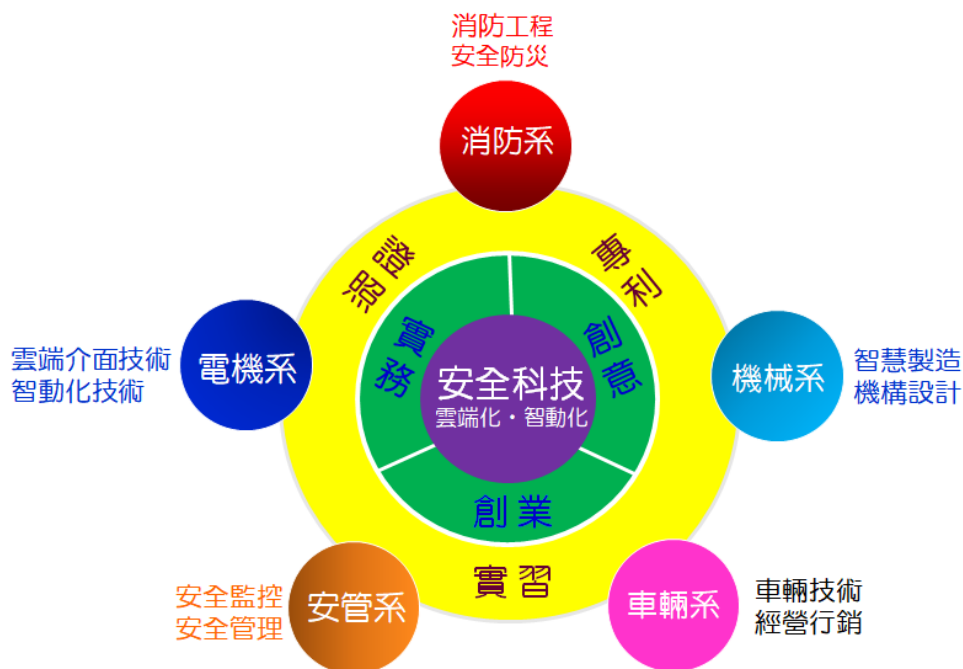 消防工程
安全防災
消防系
證照
專利
雲端介面技術
智動化技術
電機系
實務
創意
安全科技
雲端化・智動化
機械系
智慧製造
機構設計
創業
實習
安全監控
安全管理
安管系
車輛系
車輛技術
經營行銷